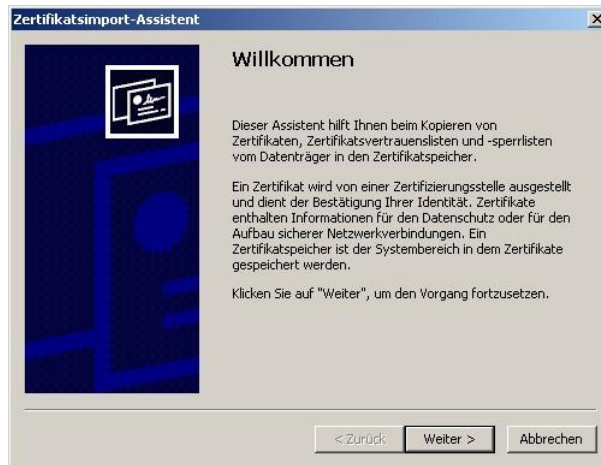 Zertifikatsimport-Assistent
Willkommen
Dieser Assistent hilft Ihnen beim Kopieren von
Zertifikaten, Zertifikatsvertrauenslisten und -sperrlisten
vom Datenträger in den Zertifikatspeicher.
Ein Zertifikat wird von einer Zertifizierungsstelle ausgestellt
und dient der Bestätigung Ihrer Identität. Zertifikate
enthalten Informationen für den Datenschutz oder für den
Aufbau sicherer Netzwerkverbindungen. Ein
Zertifikatspeicher ist der Systembereich in dem Zertifikate
gespeichert werden.
Klicken Sie auf "Weiter", um den Vorgang fortzusetzen.
< Zurück Weiter > Abbrechen